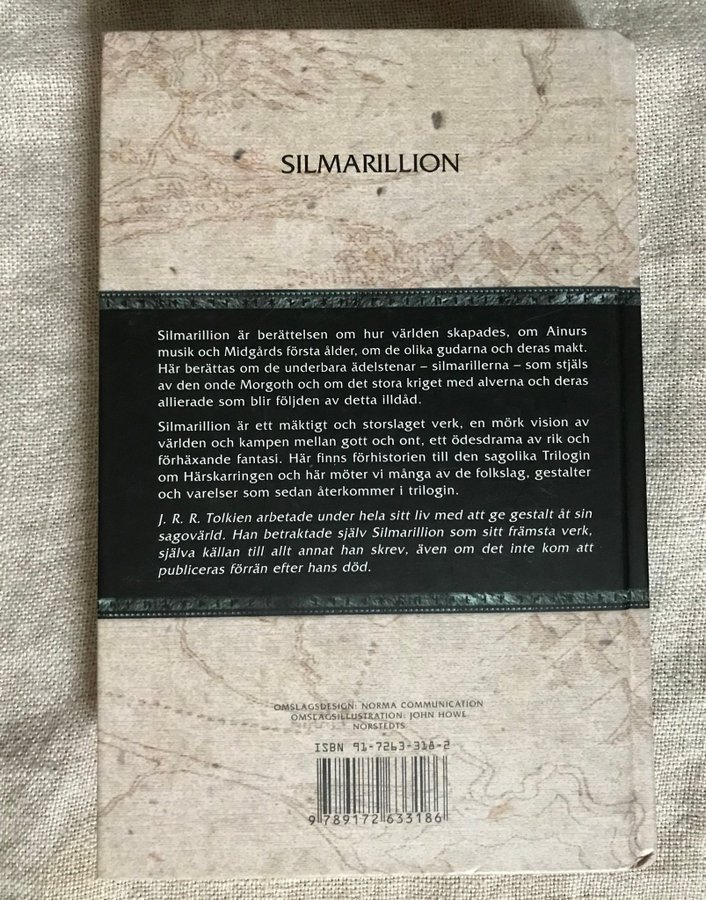 SILMARILLION
Silmarillion är berättelsen om hur världen skapades, om Ainurs
musik och Midgårds första ålder, om de olika gudarna och deras makt.
Här berättas om de underbara ädelstenar – silmarillerna – som stjäls
av den onde Morgoth och om det stora kriget med alverna och deras
allierade som blir följden av detta illdåd.
Silmarillion är ett mäktigt och storslaget verk, en mörk vision av
världen och kampen mellan gott och ont, ett ödesdrama av rik och
förhäxande fantasi. Här finns förhistorien till den sagolika Trilogin
om Härskarringen och här möter vi många av de folkslag, gestalter
och varelser som sedan återkommer i trilogin.
J. R. R. Tolkien arbetade under hela sitt liv med att ge gestalt åt sin
sagovärld. Han betraktade själv Silmarillion som sitt främsta verk,
själva källan till allt annat han skrev, även om det inte kom att
publiceras förrän efter hans död.
OMSLAGSDESIGN: NORMA COMMUNICATION
OMSLAGSILLUSTRATION: JOHN HOWE
NORSTEDTS
ISBN 91-7263-318-2
9 789172 633186